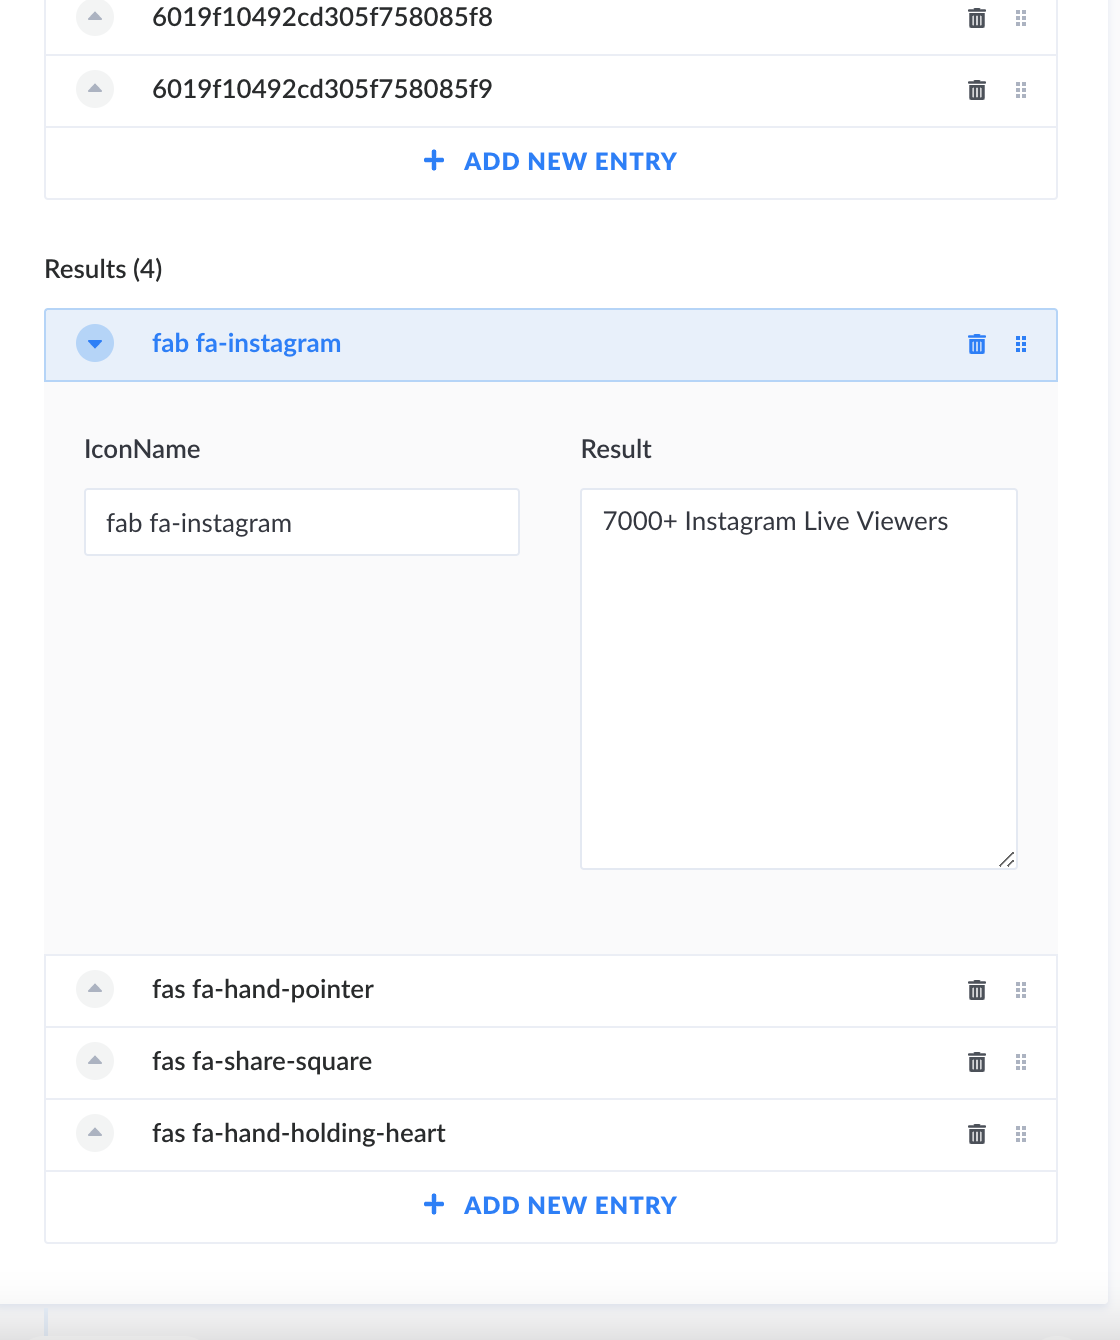 6019f10492cd305f758085f8
6019f10492cd305f758085f9
+ ADD NEW ENTRY
Results (4)
fab fa-instagram
IconName
Result
fab fa-instagram
7000+ Instagram Live Viewers
fas fa-hand-pointer
fas fa-share-square
fas fa-hand-holding-heart
+ ADD NEW ENTRY